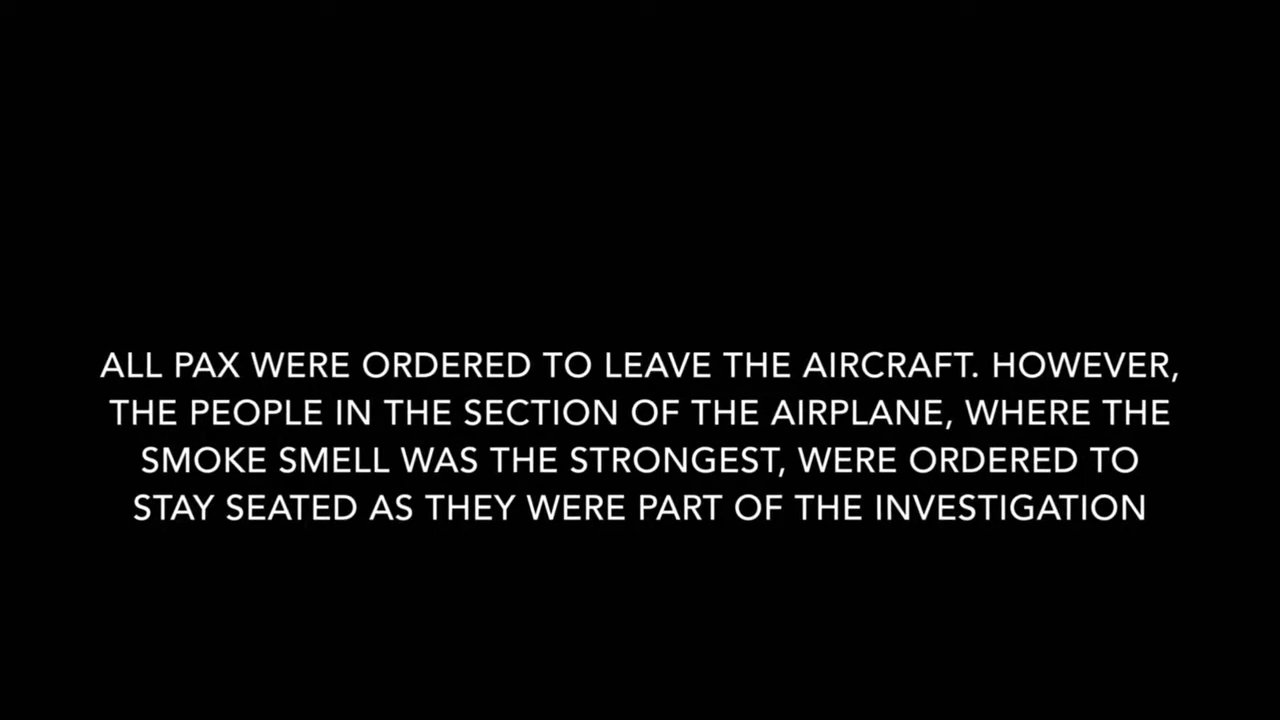 ALL PAX WERE ORDERED TO LEAVE THE AIRCRAFT. HOWEVER,
THE PEOPLE IN THE SECTION OF THE AIRPLANE, WHERE THE
SMOKE SMELL WAS THE STRONGEST, WERE ORDERED TO
STAY SEATED AS THEY WERE PART OF THE INVESTIGATION